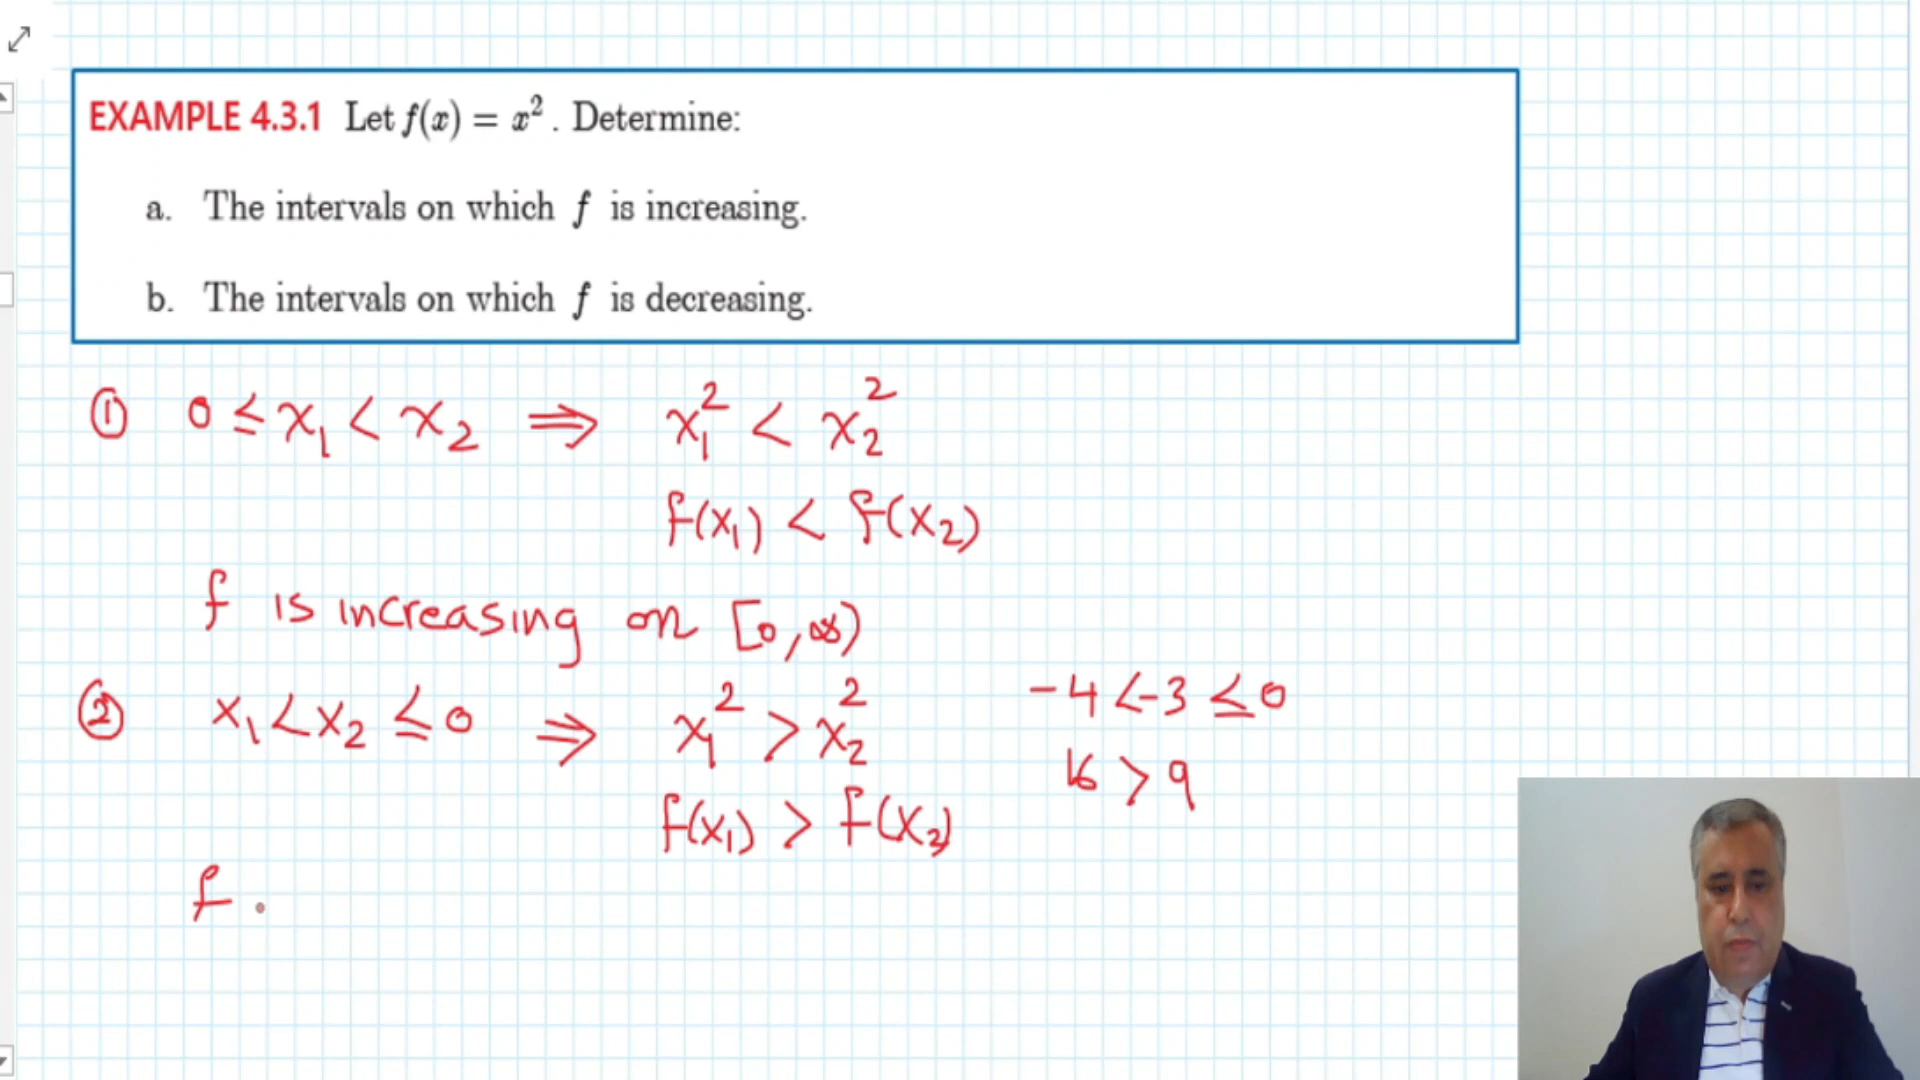 EXAMPLE 4.3.1 Let f(x) = x². Determine:
a. The intervals on which f is increasing.
b. The intervals on which f is decreasing.
① 0 ≤ x₁ < x₂ ⇒ x₁² < x₂²
f(x₁) < f(x₂)
f is increasing on [0, ∞)
② x₁ < x₂ ≤ 0 ⇒ x₁² > x₂²
-4 < -3 ≤ 0
16 > 9
f(x₁) > f(x₂)
f